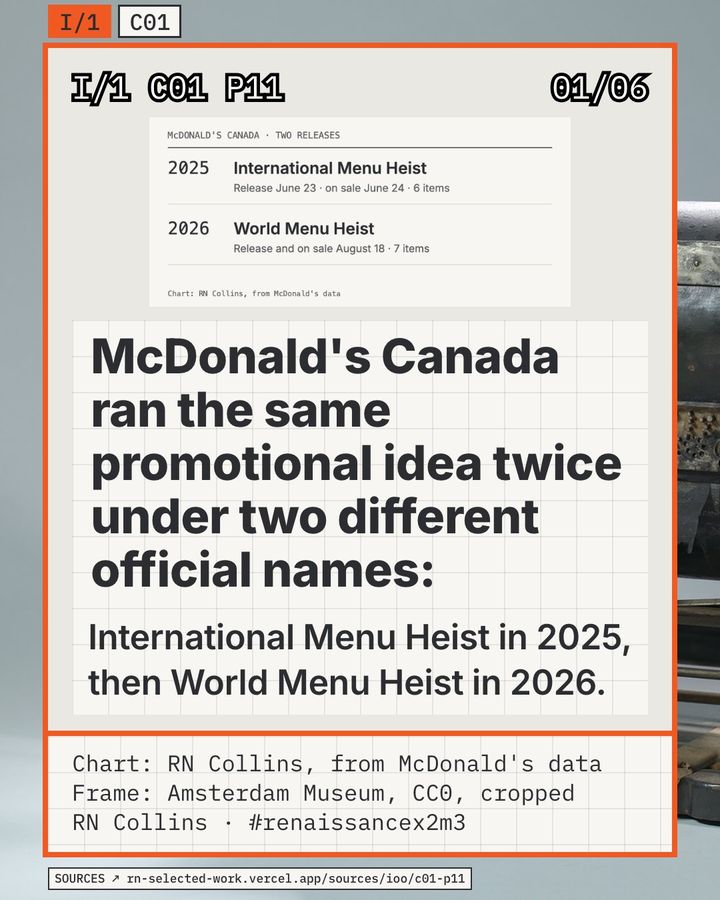 I/1 C01
I/1 C01 P11 01/06
McDONALD'S CANADA · TWO RELEASES
2025 International Menu Heist
Release June 23 · on sale June 24 · 6 items
2026 World Menu Heist
Release and on sale August 18 · 7 items
Chart: RN Collins, from McDonald's data
McDonald's Canada
ran the same
promotional idea twice
under two different
official names:
International Menu Heist in 2025,
then World Menu Heist in 2026.
Chart: RN Collins, from McDonald's data
Frame: Amsterdam Museum, CC0, cropped
RN Collins · #renaissancex2m3
SOURCES ↗ rn-selected-work.vercel.app/sources/ioo/c01-p11